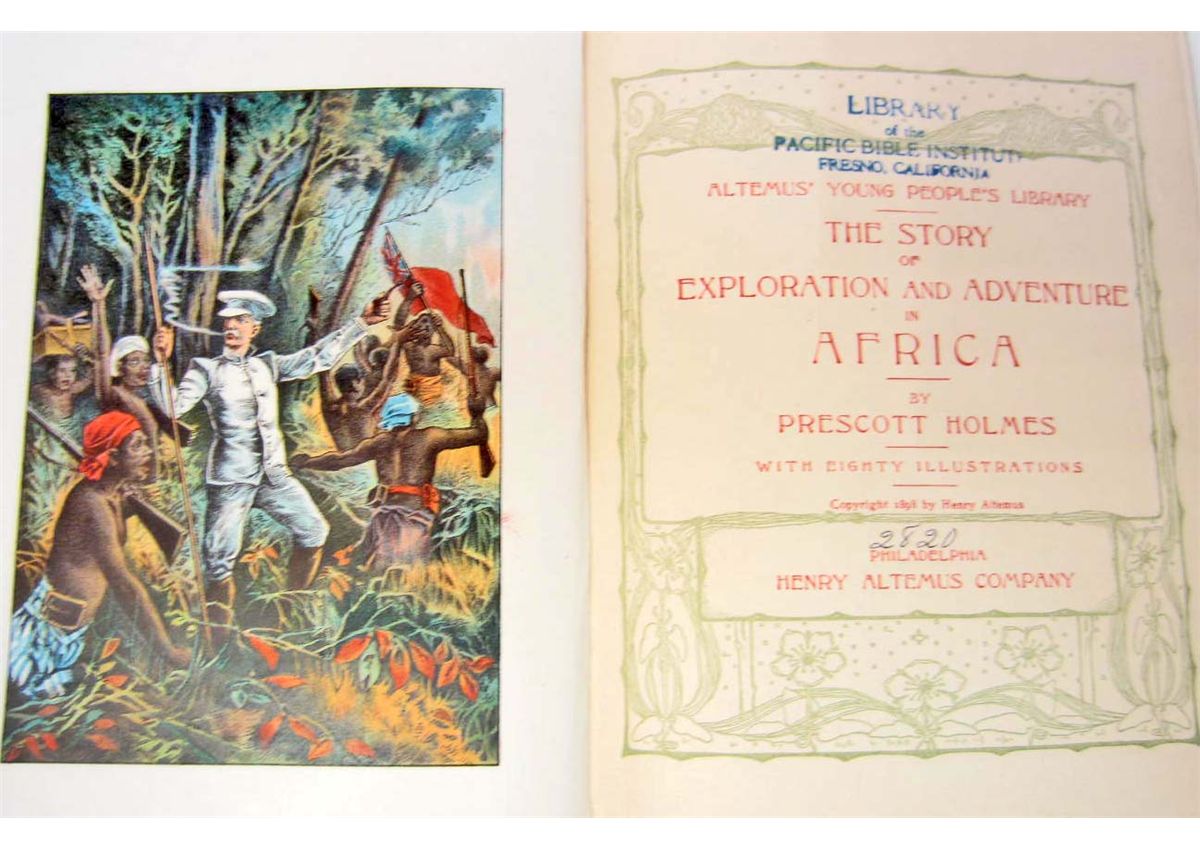 LIBRARY
of the
PACIFIC BIBLE INSTITUT
FRESNO, CALIFORNIA
ALTEMUS' YOUNG PEOPLE'S LIBRARY
THE STORY
OF
EXPLORATION AND ADVENTURE
IN
AFRICA
BY
PRESCOTT HOLMES
WITH EIGHTY ILLUSTRATIONS
Copyright 1898 by Henry Altemus
2820
PHILADELPHIA
HENRY ALTEMUS COMPANY